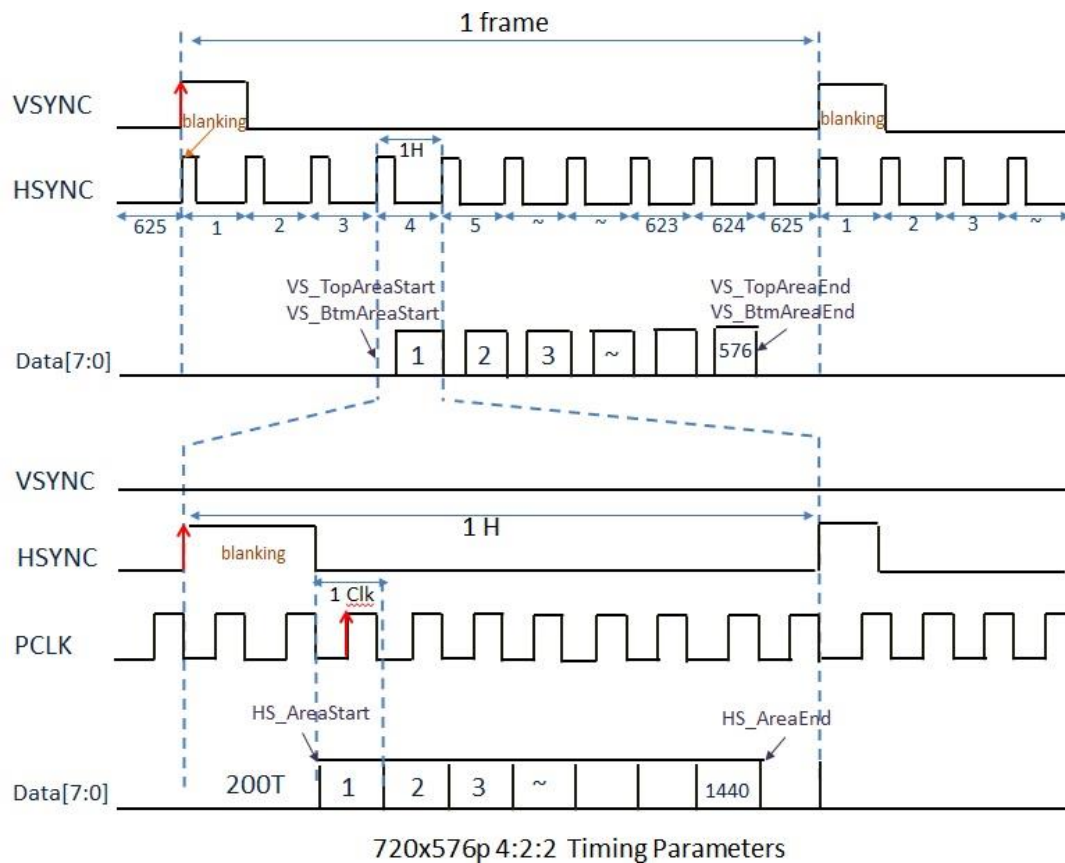 1 frame
VSYNC
blanking
blanking
1H
HSYNC
625 1 2 3 4 5 ~ ~ 623 624 625 1 2 3 ~
VS_TopAreaStart
VS_BtmAreaStart
VS_TopAreaEnd
VS_BtmAreaEnd
Data[7:0]
1 2 3 ~ 576
VSYNC
1 H
HSYNC
blanking
1 Clk
PCLK
HS_AreaStart
HS_AreaEnd
Data[7:0]
200T 1 2 3 ~ 1440
720x576p 4:2:2 Timing Parameters